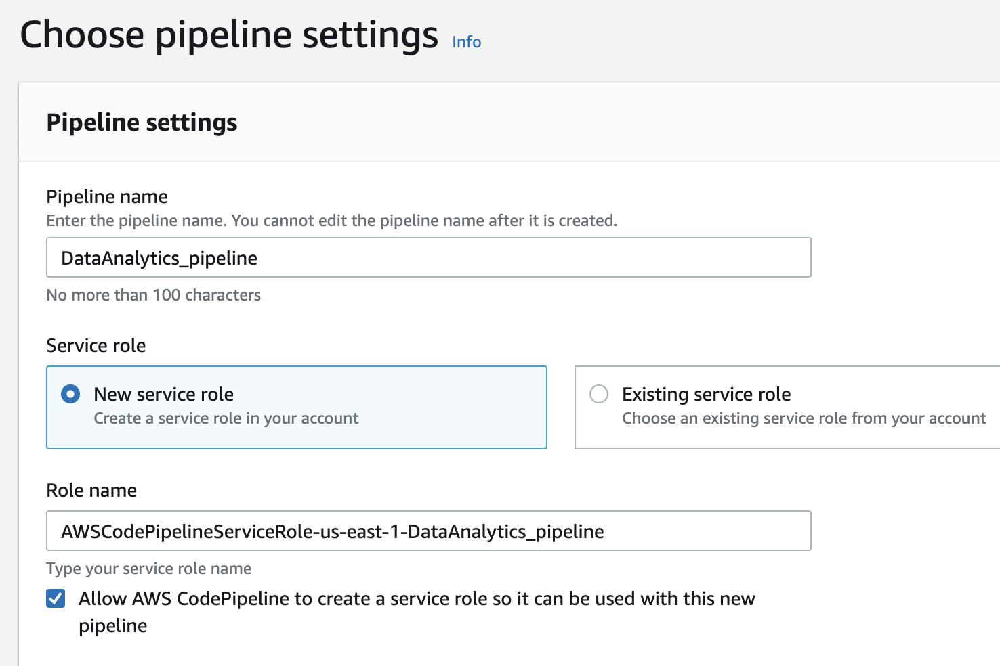 Choose pipeline settings Info
Pipeline settings
Pipeline name
Enter the pipeline name. You cannot edit the pipeline name after it is created.
DataAnalytics_pipeline
No more than 100 characters
Service role
New service role
Create a service role in your account
Existing service role
Choose an existing service role from your account
Role name
AWSCodePipelineServiceRole-us-east-1-DataAnalytics_pipeline
Type your service role name
Allow AWS CodePipeline to create a service role so it can be used with this new
pipeline